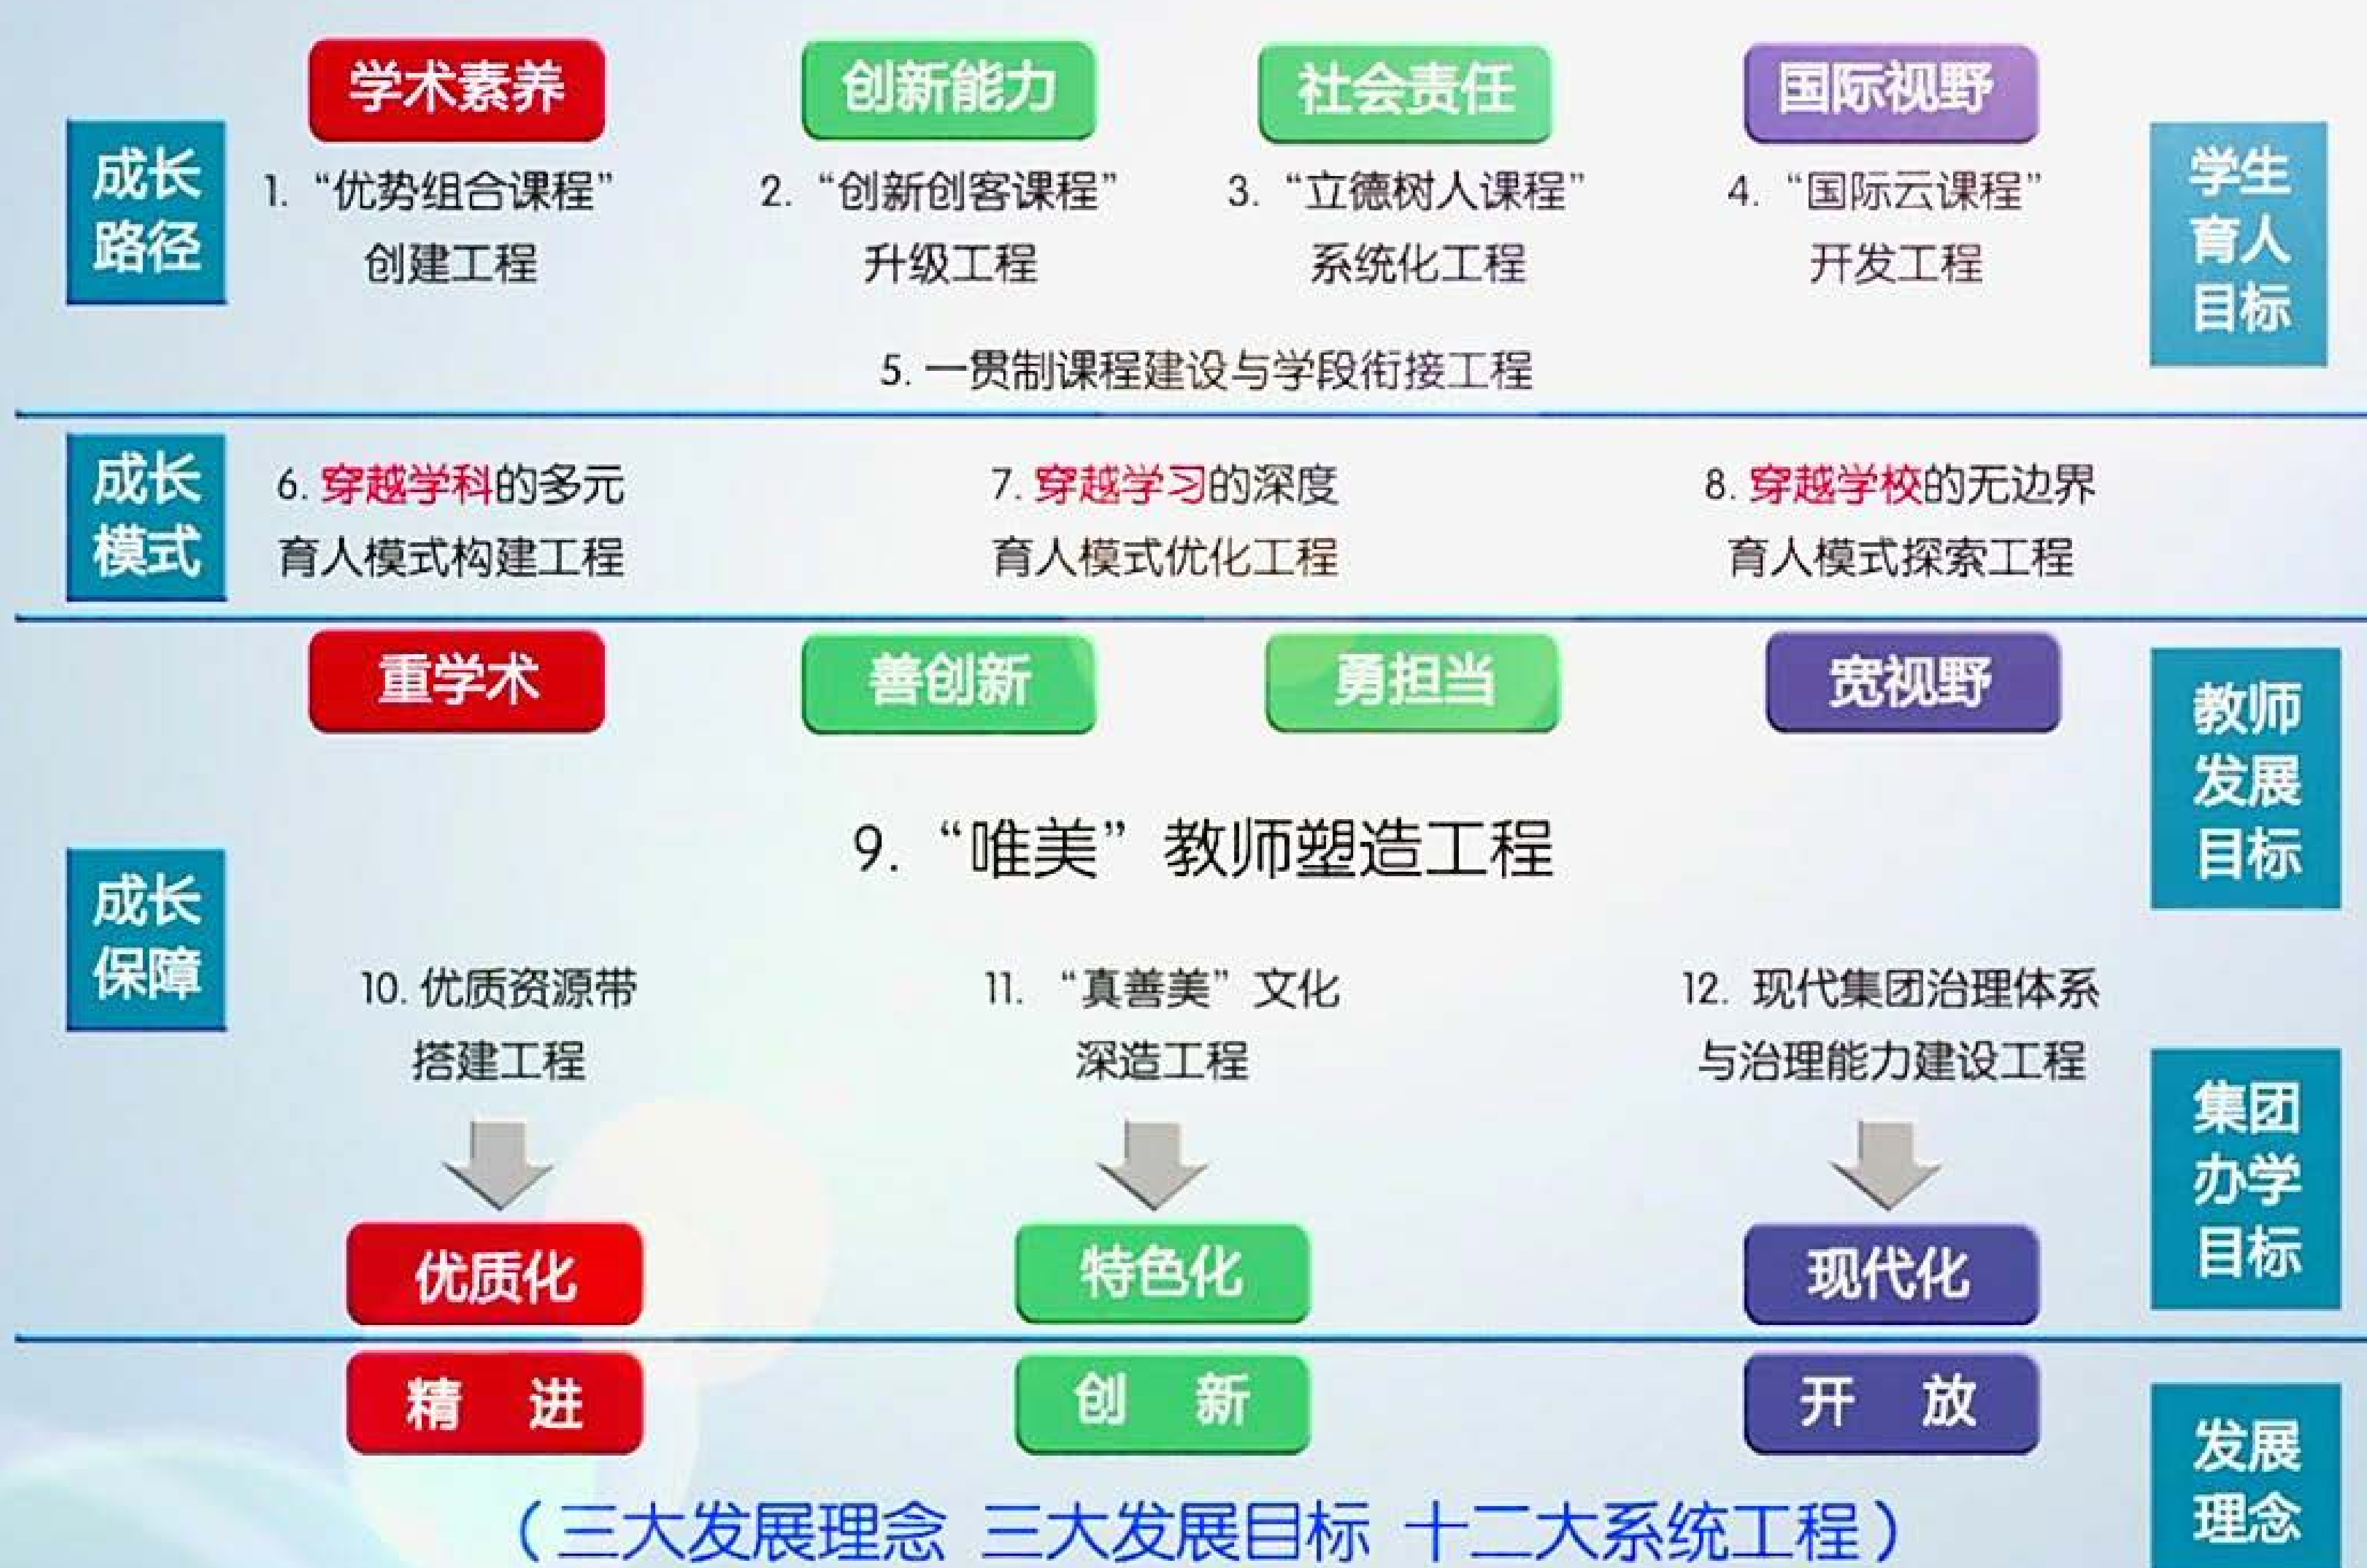 学术素养
创新能力
社会责任
国际视野
成长
路径
学生
育人
目标
1. “优势组合课程”
创建工程
2. “创新创客课程”
升级工程
3. “立德树人课程”
系统化工程
4. “国际云课程”
开发工程
5. 一贯制课程建设与学段衔接工程
成长
模式
6. 穿越学科的多元
育人模式构建工程
7. 穿越学习的深度
育人模式优化工程
8. 穿越学校的无边界
育人模式探索工程
重学术
善创新
勇担当
宽视野
教师
发展
目标
9. “唯美”教师塑造工程
成长
保障
10. 优质资源带
搭建工程
11. “真善美”文化
深造工程
12. 现代集团治理体系
与治理能力建设工程
集团
办学
目标
优质化
特色化
现代化
精 进
创 新
开 放
发展
理念
（三大发展理念 三大发展目标 十二大系统工程）